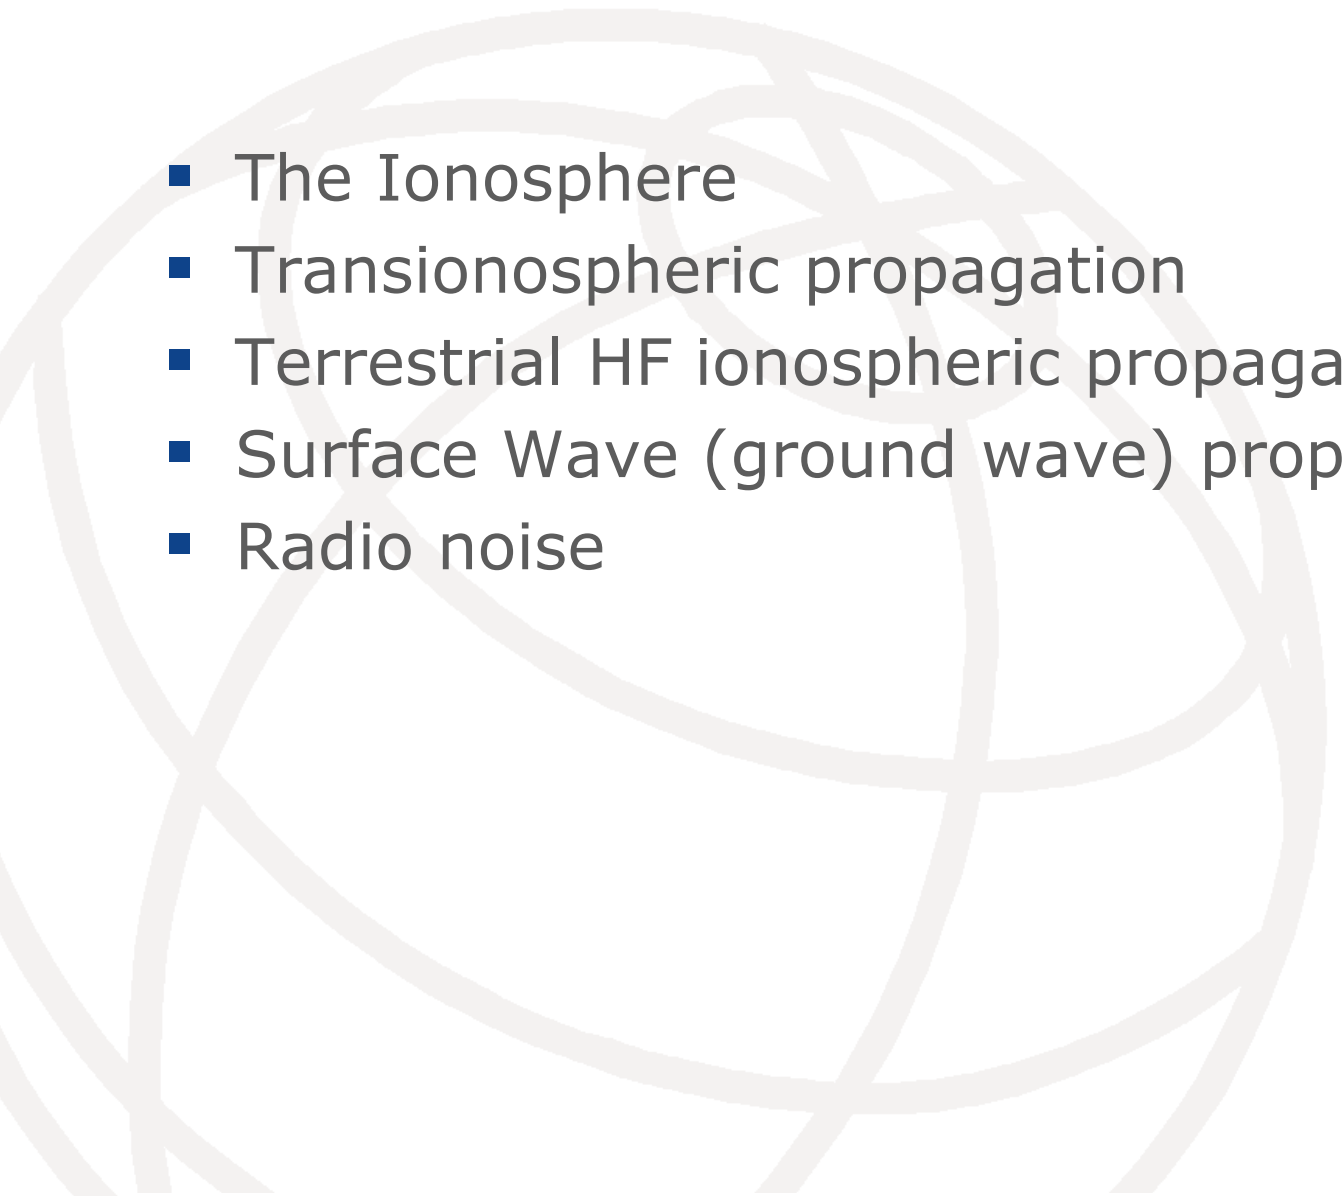 The Ionosphere
Transionospheric propagation
Terrestrial HF ionospheric propaga
Surface Wave (ground wave) prop
Radio noise